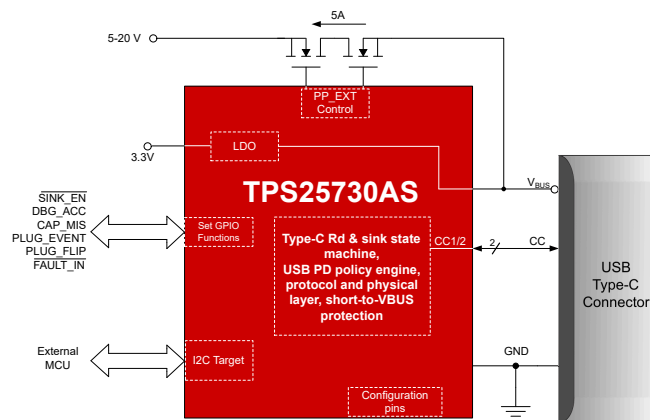 5A
5-20 V
PP_EXT
Control
3.3V
LDO
TPS25730AS
VBUS
SINK_EN
DBG_ACC
CAP_MIS
PLUG_EVENT
PLUG_FLIP
FAULT_IN
Set GPIO
Functions
Type-C Rd & sink state
machine,
USB PD policy engine,
protocol and physical
layer, short-to-VBUS
protection
CC1/2
2
CC
USB
Type-C
Connector
External
MCU
I2C Target
GND
Configuration
pins